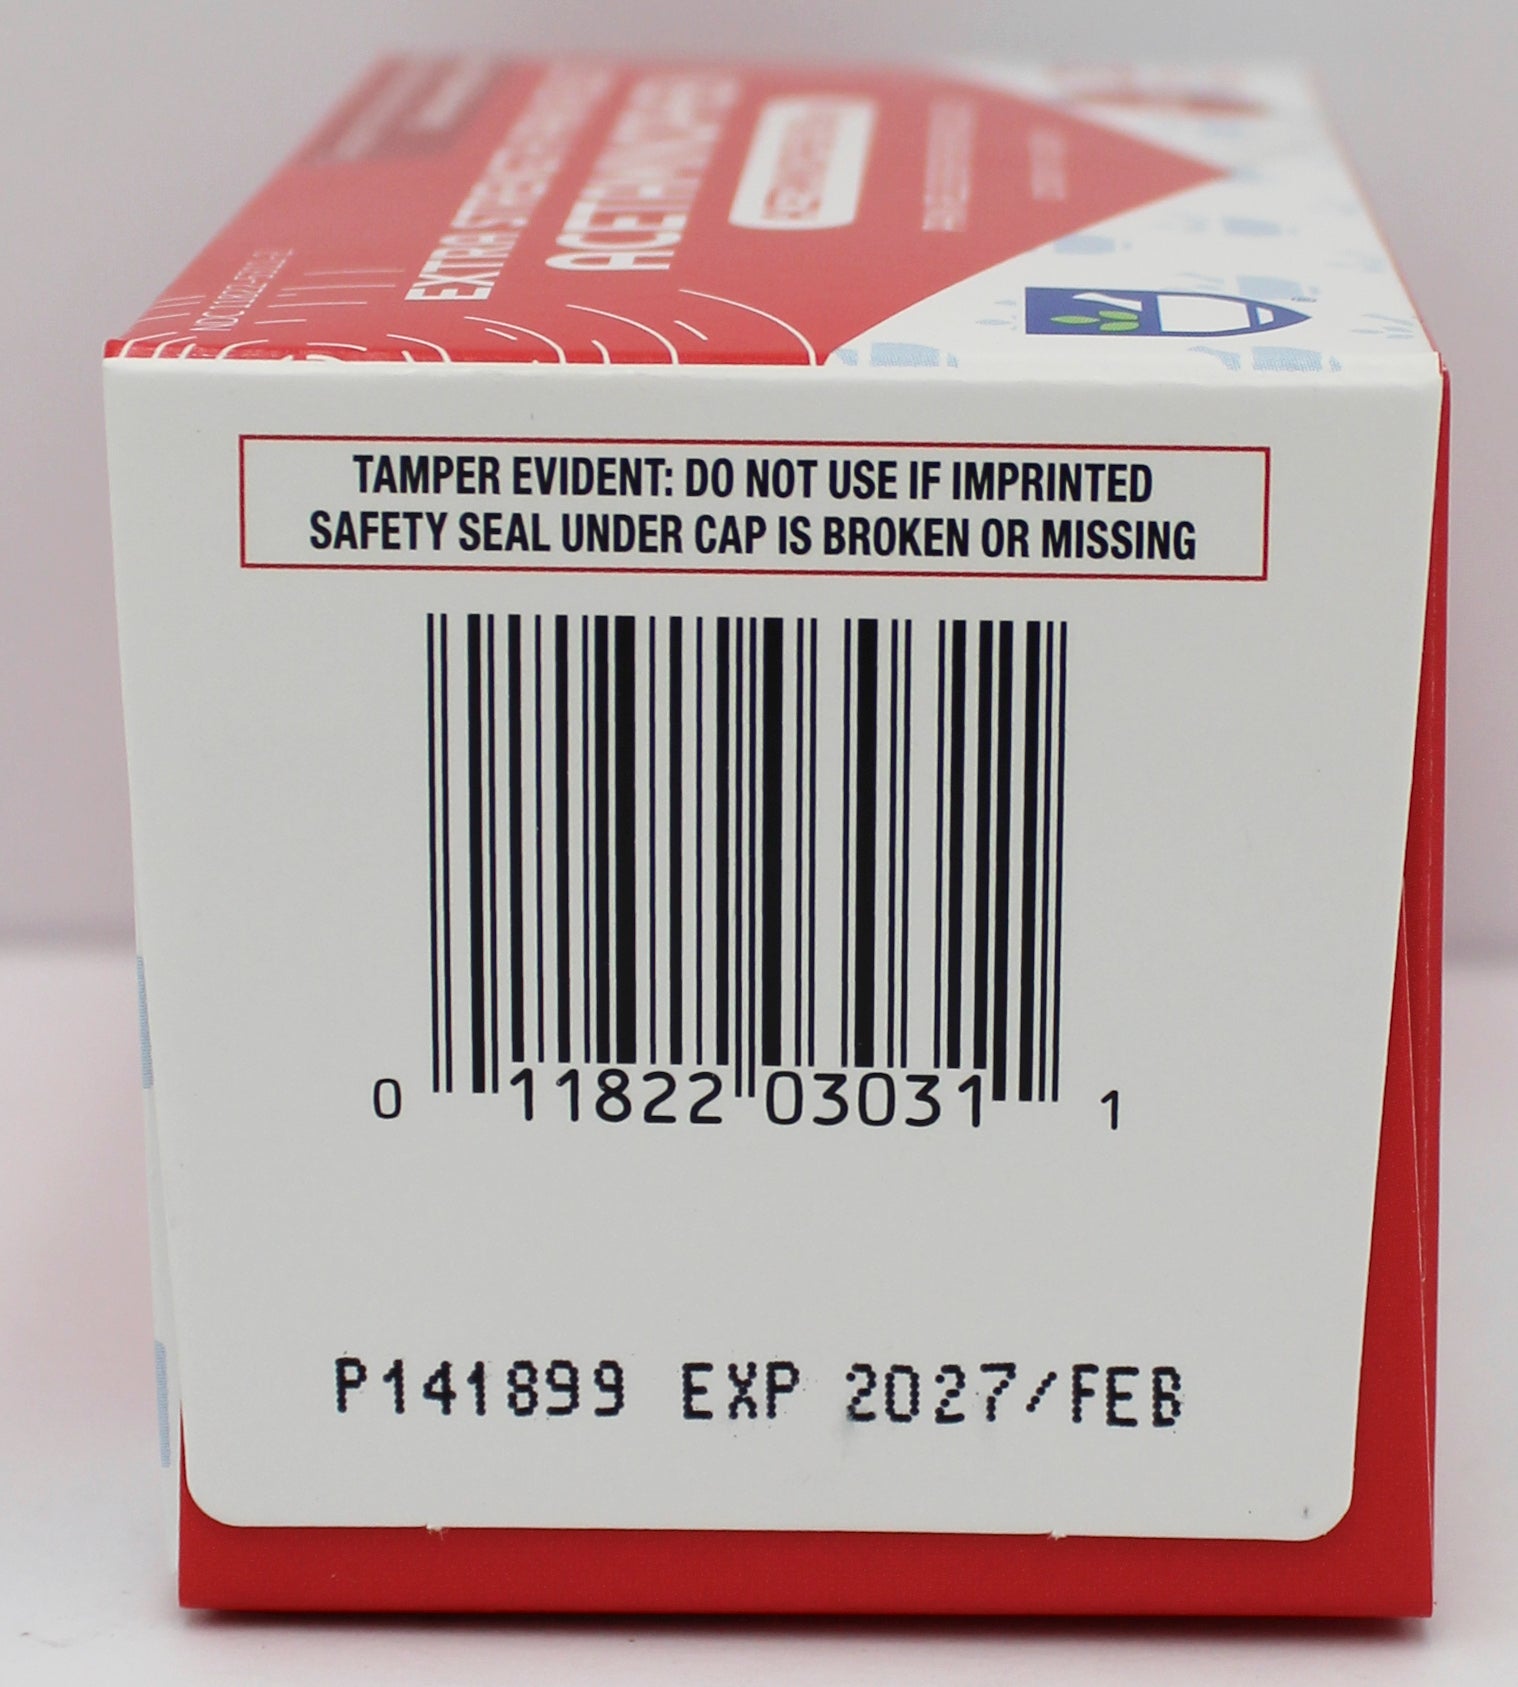 EXTRA STRENGTH
ACETAMINOPHEN
TAMPER EVIDENT: DO NOT USE IF IMPRINTED
SAFETY SEAL UNDER CAP IS BROKEN OR MISSING
0 11822 03031 1
P141899 EXP 2027/FEB